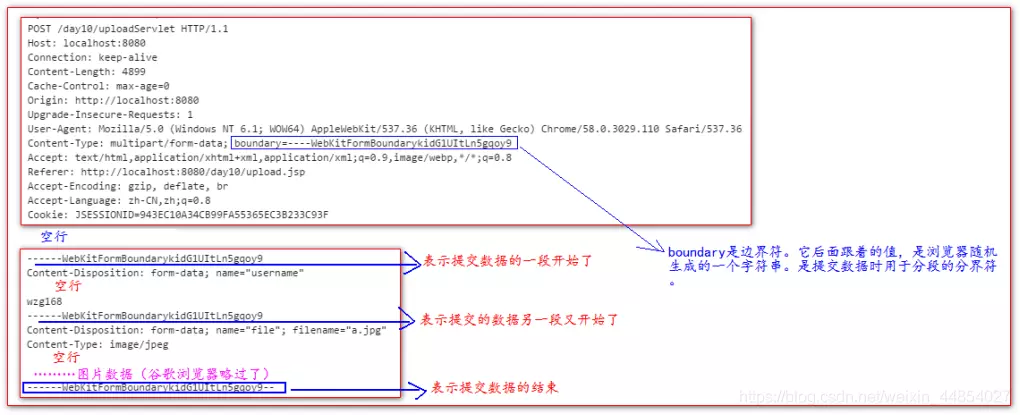 POST /day10/uploadServlet HTTP/1.1
Host: localhost:8080
Connection: keep-alive
Content-Length: 4899
Cache-Control: max-age=0
Origin: http://localhost:8080
Upgrade-Insecure-Requests: 1
User-Agent: Mozilla/5.0 (Windows NT 6.1; WOW64) AppleWebKit/537.36 (KHTML, like Gecko) Chrome/58.0.3029.110 Safari/537.36
Content-Type: multipart/form-data; boundary=----WebKitFormBoundarykidGlUItLn5gqoy9
Accept: text/html,application/xhtml+xml,application/xml;q=0.9,image/webp,*/*;q=0.8
Referer: http://localhost:8080/day10/upload.jsp
Accept-Encoding: gzip, deflate, br
Accept-Language: zh-CN,zh;q=0.8
Cookie: JSESSIONID=943EC10A34CB99FA55365EC3B233C93F
空行
boundary是边界符。它后面跟着的值，是浏览器随机
生成的一个字符串。是提交数据时用于分段的分界符
。
------WebKitFormBoundarykidGlUItLn5gqoy9
表示提交数据的一段开始了
Content-Disposition: form-data; name="username"
空行
wzg168
------WebKitFormBoundarykidGlUItLn5gqoy9
表示提交的数据另一段又开始了
Content-Disposition: form-data; name="file"; filename="a.jpg"
Content-Type: image/jpeg
空行
………图片数据（谷歌浏览器略过了）
------WebKitFormBoundarykidGlUItLn5gqoy9--
表示提交数据的结束
https://blog.csdn.net/weixin_44854027